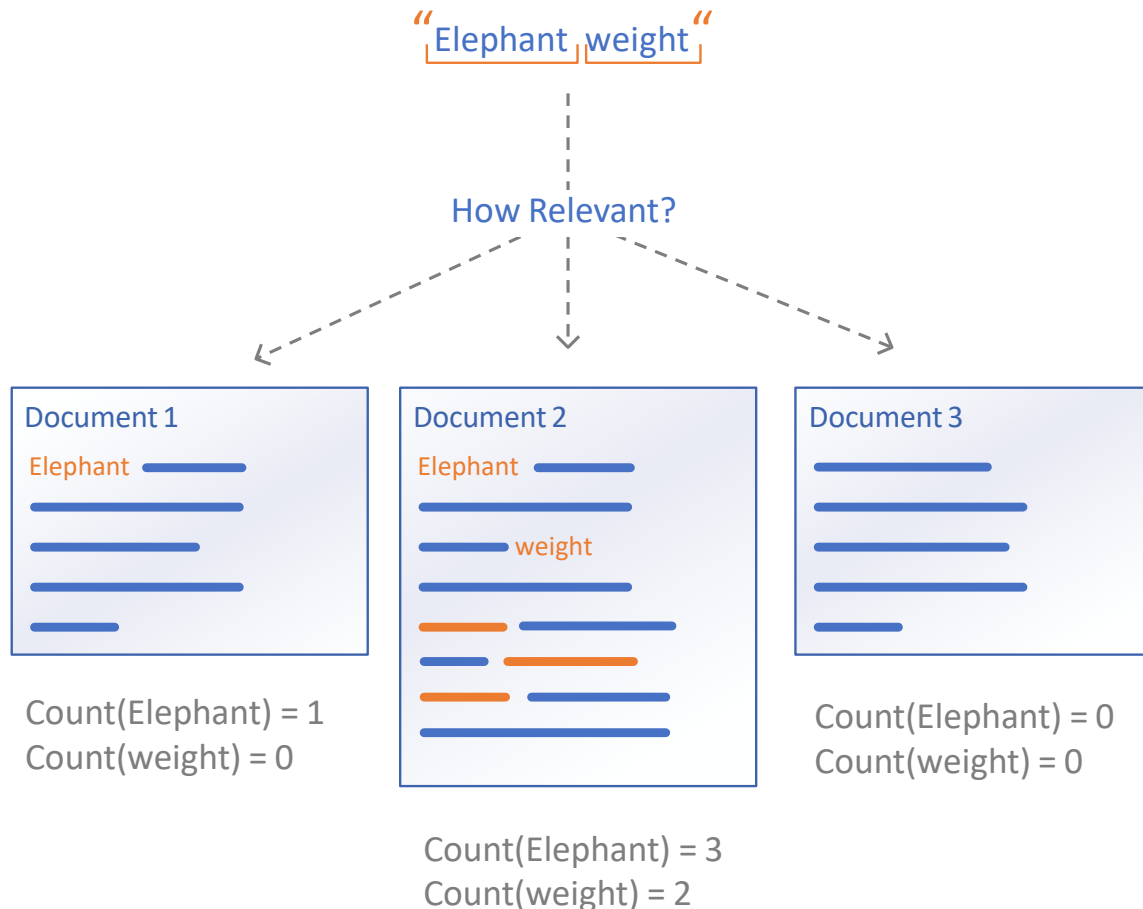 “Elephant weight“
How Relevant?
Document 1
Elephant
Count(Elephant) = 1
Count(weight) = 0
Document 2
Elephant
weight
Count(Elephant) = 3
Count(weight) = 2
Document 3
Count(Elephant) = 0
Count(weight) = 0